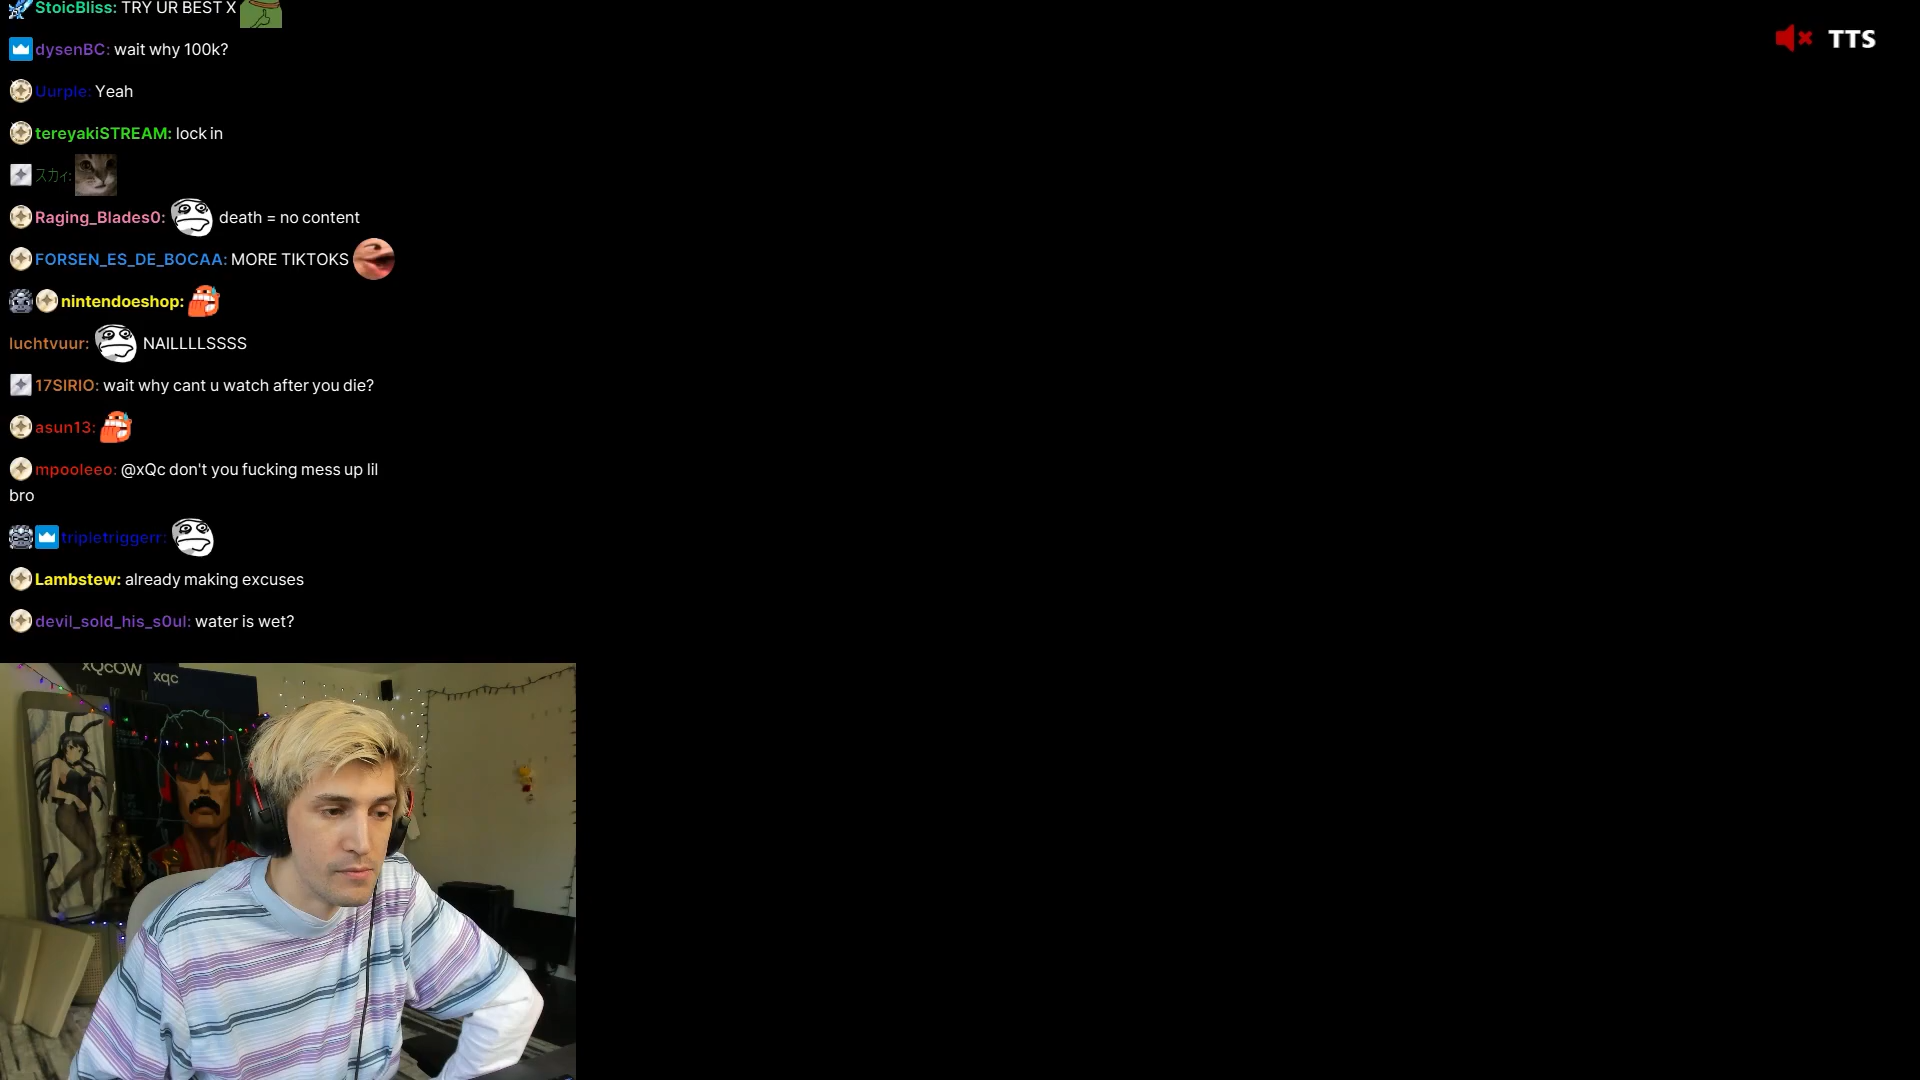 StoicBliss: TRY UR BEST X
dysenBC: wait why 100k?
Uurple: Yeah
tereyakiSTREAM: lock in
スカィ:
Raging_Blades0: death = no content
FORSEN_ES_DE_BOCAA: MORE TIKTOKS
nintendoeshop:
luchtvuur: NAILLLLSSSS
17SIRIO: wait why cant u watch after you die?
asun13:
mpooleeo: @xQc don't you fucking mess up lil
bro
tripletriggerr:
Lambstew: already making excuses
devil_sold_his_s0ul: water is wet?
TTS
xQcOW
xqc